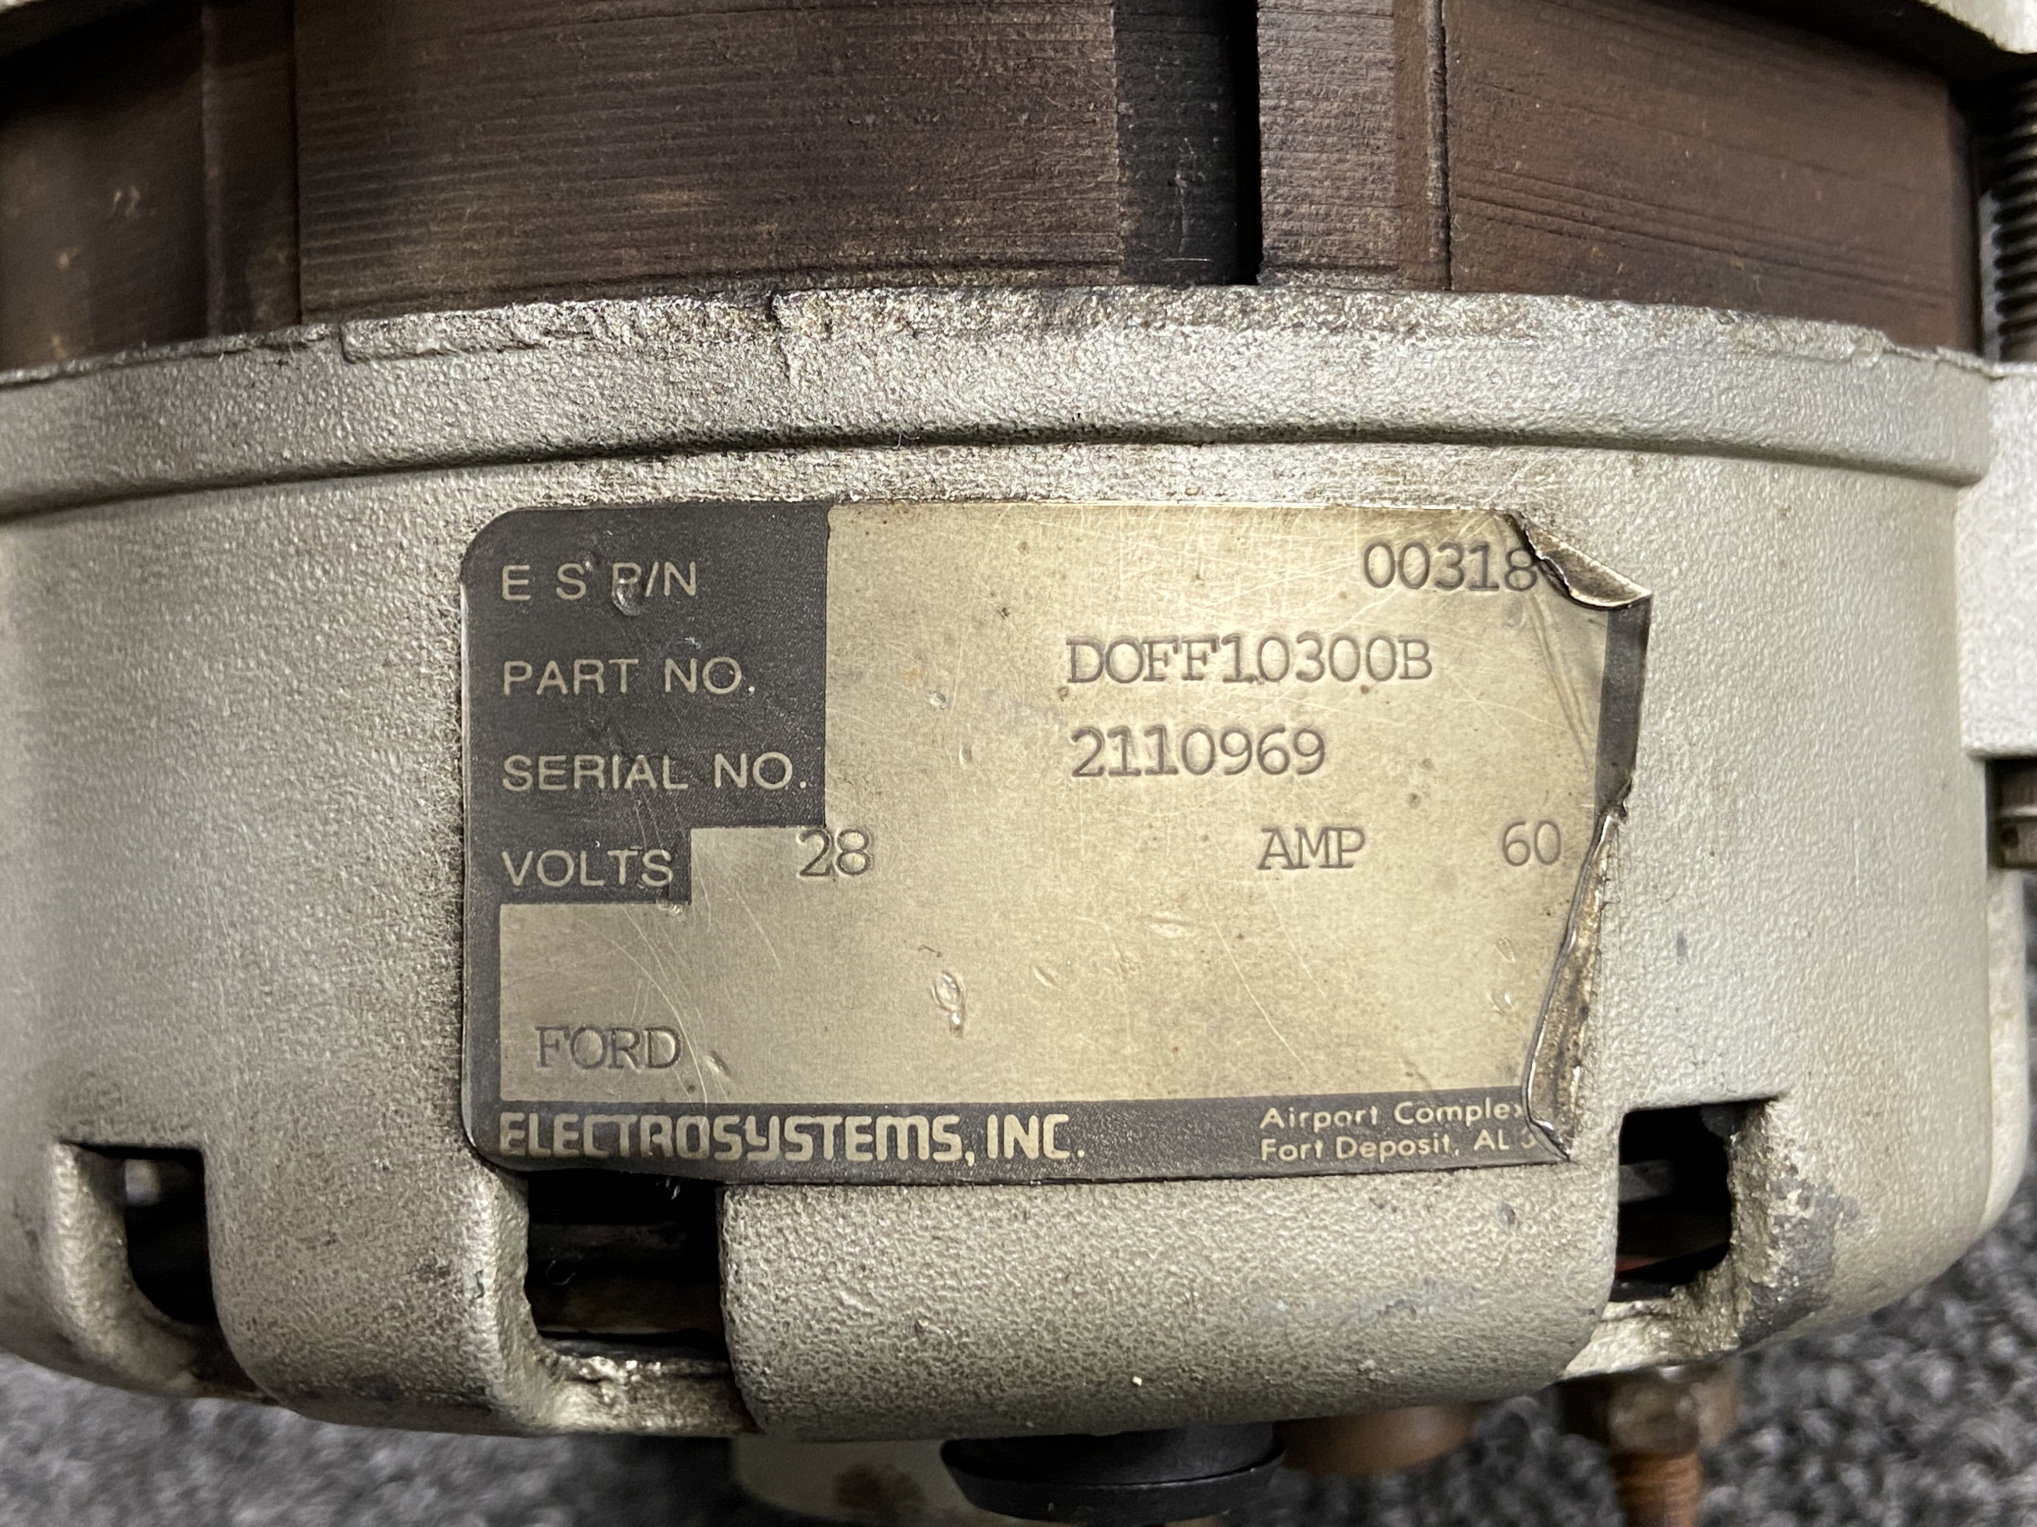 E S P/N 00318
PART NO. DOFF10300B
SERIAL NO. 2110969
VOLTS 28 AMP 60
FORD
ELECTROSYSTEMS, INC.
Airport Complex
Fort Deposit, AL